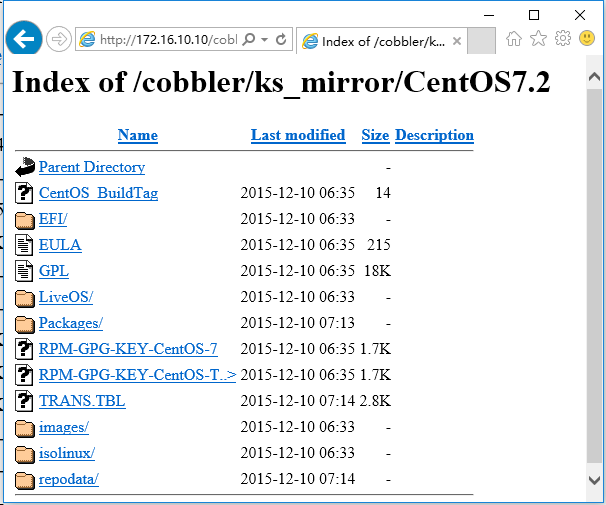 http://172.16.10.10/cobl
Index of /cobbler/k...
Index of /cobbler/ks_mirror/CentOS7.2
Name Last modified Size Description
Parent Directory -
CentOS_BuildTag 2015-12-10 06:35 14
EFI/ 2015-12-10 06:33 -
EULA 2015-12-10 06:35 215
GPL 2015-12-10 06:35 18K
LiveOS/ 2015-12-10 06:33 -
Packages/ 2015-12-10 07:13 -
RPM-GPG-KEY-CentOS-7 2015-12-10 06:35 1.7K
RPM-GPG-KEY-CentOS-T..> 2015-12-10 06:35 1.7K
TRANS.TBL 2015-12-10 07:14 2.8K
images/ 2015-12-10 06:33 -
isolinux/ 2015-12-10 06:33 -
repodata/ 2015-12-10 07:14 -